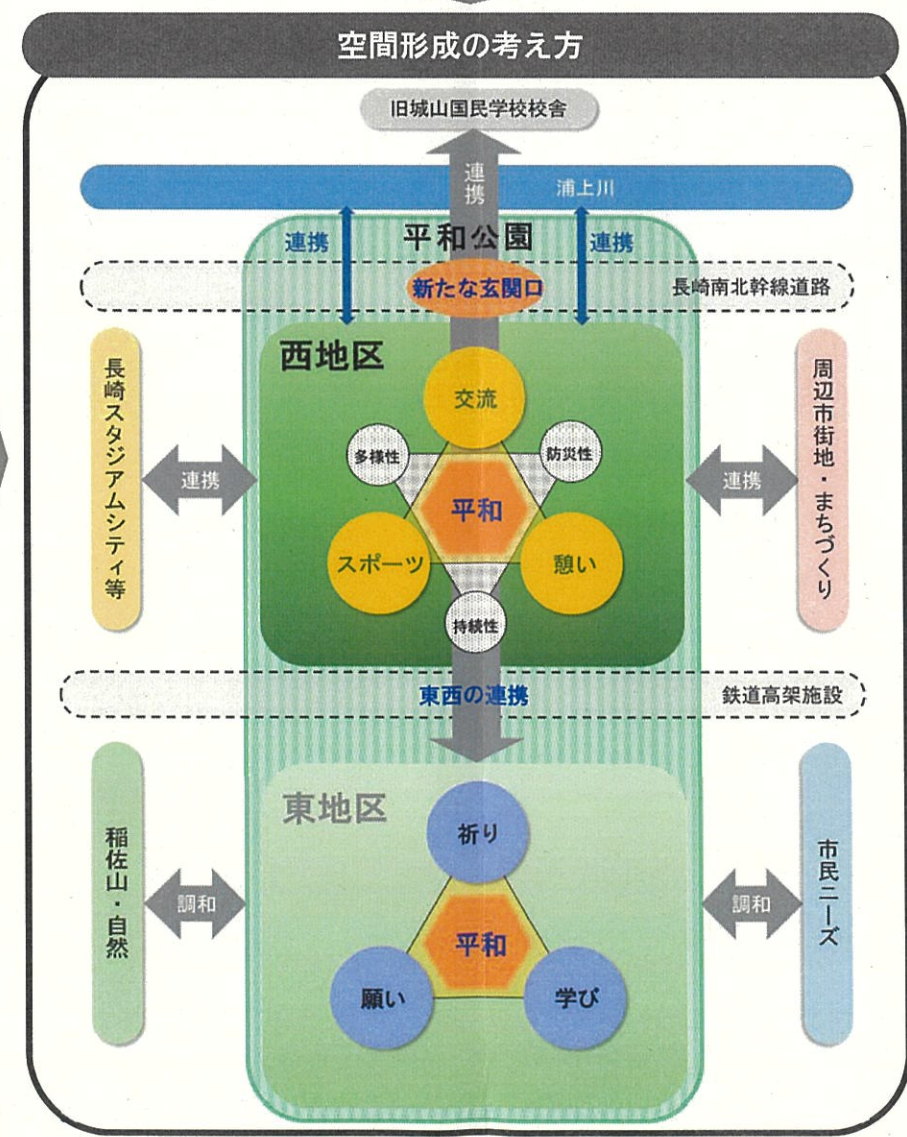 空間形成の考え方
旧城山国民学校校舎
連携
浦上川
連携
平和公園
連携
新たな玄関口
長崎南北幹線道路
西地区
長崎スタジアムシティ等
連携
交流
多様性
防災性
平和
スポーツ
憩い
持続性
連携
周辺市街地・まちづくり
東西の連携
鉄道高架施設
東地区
稲佐山・自然
調和
祈り
平和
願い
学び
調和
市民ニーズ